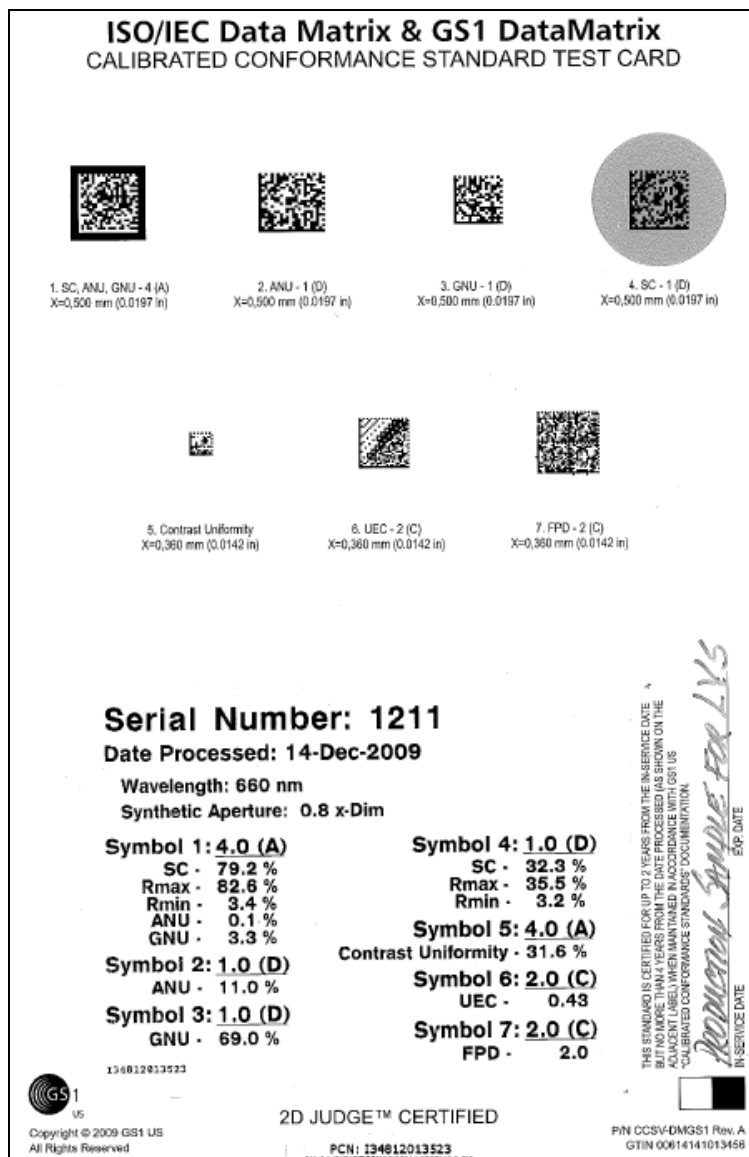 ISO/IEC Data Matrix & GS1 DataMatrix
CALIBRATED CONFORMANCE STANDARD TEST CARD
1. SC, ANU, GNU - 4 (A)
X=0,500 mm (0.0197 in)
2. ANU - 1 (D)
X=0,500 mm (0.0197 in)
3. GNU - 1 (D)
X=0,500 mm (0.0197 in)
4. SC - 1 (D)
X=0,500 mm (0.0197 in)
5. Contrast Uniformity
X=0,360 mm (0.0142 in)
6. UEC - 2 (C)
X=0,360 mm (0.0142 in)
7. FPD - 2 (C)
X=0,360 mm (0.0142 in)
Serial Number: 1211
Date Processed: 14-Dec-2009
Wavelength: 660 nm
Synthetic Aperture: 0.8 x-Dim
Symbol 1: 4.0 (A)
SC - 79.2 %
Rmax - 82.6 %
Rmin - 3.4 %
ANU - 0.1 %
GNU - 3.3 %
Symbol 2: 1.0 (D)
ANU - 11.0 %
Symbol 3: 1.0 (D)
GNU - 69.0 %
Symbol 4: 1.0 (D)
SC - 32.3 %
Rmax - 35.5 %
Rmin - 3.2 %
Symbol 5: 4.0 (A)
Contrast Uniformity - 31.6 %
Symbol 6: 2.0 (C)
UEC - 0.43
Symbol 7: 2.0 (C)
FPD - 2.0
THIS STANDARD IS CERTIFIED FOR UP TO 2 YEARS FROM THE IN-SERVICE DATE
BUT NO MORE THAN 4 YEARS FROM THE DATE PROCESSED (AS SHOWN ON THE
ADJACENT LABEL) WHEN MAINTAINED IN ACCORDANCE WITH GS1 US
"CALIBRATED CONFORMANCE STANDARDS" DOCUMENTATION.
PRODUCTION SAMPLE FOR LVS
IN-SERVICE DATE
EXP. DATE
134812013523
GS1
US
Copyright © 2009 GS1 US
All Rights Reserved
2D JUDGE™ CERTIFIED
PCN: I34812013523
P/N CCSV-DMGS1 Rev. A
GTIN 00614141013456